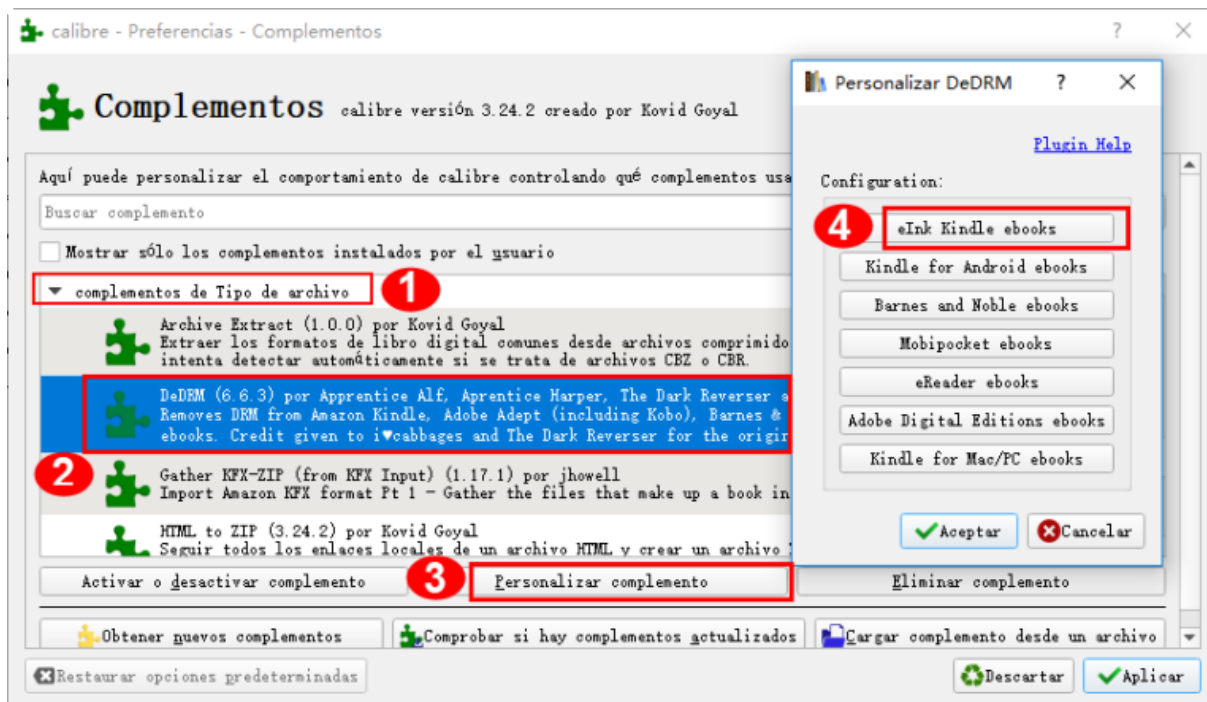 calibre - Preferencias - Complementos
Complementos calibre versión 3.24.2 creado por Kovid Goyal
Aquí puede personalizar el comportamiento de calibre controlando qué complementos usa
Buscar complemento
Mostrar sólo los complementos instalados por el usuario
complementos de Tipo de archivo
1
Archive Extract (1.0.0) por Kovid Goyal
Extraer los formatos de libro digital comunes desde archivos comprimido
intenta detectar automáticamente si se trata de archivos CBZ o CBR.
DeDRM (6.6.3) por Apprentice Alf, Aprentice Harper, The Dark Reverser a
Removes DRM from Amazon Kindle, Adobe Adept (including Kobo), Barnes &
ebooks. Credit given to i♥cabbages and The Dark Reverser for the origin
2
Gather KFX-ZIP (from KFX Input) (1.17.1) por jhowell
Import Amazon KFX format Pt 1 - Gather the files that make up a book in
HTML to ZIP (3.24.2) por Kovid Goyal
Seguir todos los enlaces locales de un archivo HTML y crear un archivo
Activar o desactivar complemento
3
Personalizar complemento
Eliminar complemento
Obtener nuevos complementos
Comprobar si hay complementos actualizados
Cargar complemento desde un archivo
Restaurar opciones predeterminadas
Descartar
Aplicar
Personalizar DeDRM ?
Plugin Help
Configuration:
4
eInk Kindle ebooks
Kindle for Android ebooks
Barnes and Noble ebooks
Mobipocket ebooks
eReader ebooks
Adobe Digital Editions ebooks
Kindle for Mac/PC ebooks
Aceptar
Cancelar